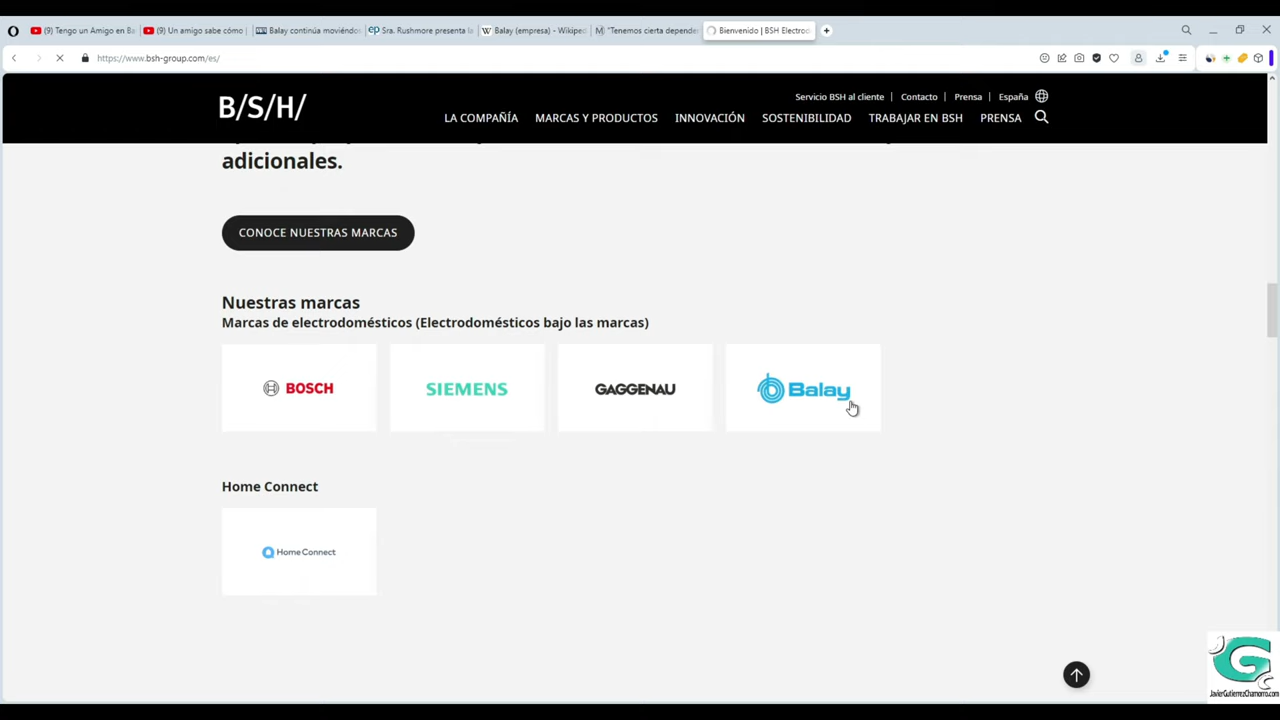 (9) Tengo un Amigo en Ba
(9) Un amigo sabe cómo
Balay continúa moviéndos
Sra. Rushmore presenta la
Balay (empresa) - Wikiped
"Tenemos cierta depende
Bienvenido | BSH Electrod
https://www.bsh-group.com/es/
B/S/H/
Servicio BSH al cliente | Contacto | Prensa | España
LA COMPAÑÍA MARCAS Y PRODUCTOS INNOVACIÓN SOSTENIBILIDAD TRABAJAR EN BSH PRENSA
adicionales.
CONOCE NUESTRAS MARCAS
Nuestras marcas
Marcas de electrodomésticos (Electrodomésticos bajo las marcas)
BOSCH
SIEMENS
GAGGENAU
Balay
Home Connect
Home Connect
JavierGutierrezChamorro.com